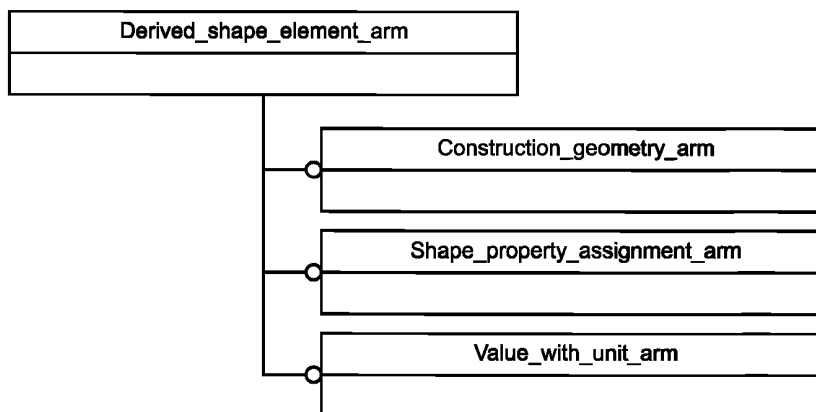 Derived_shape_element_arm
Construction_geometry_arm
Shape_property_assignment_arm
Value_with_unit_arm